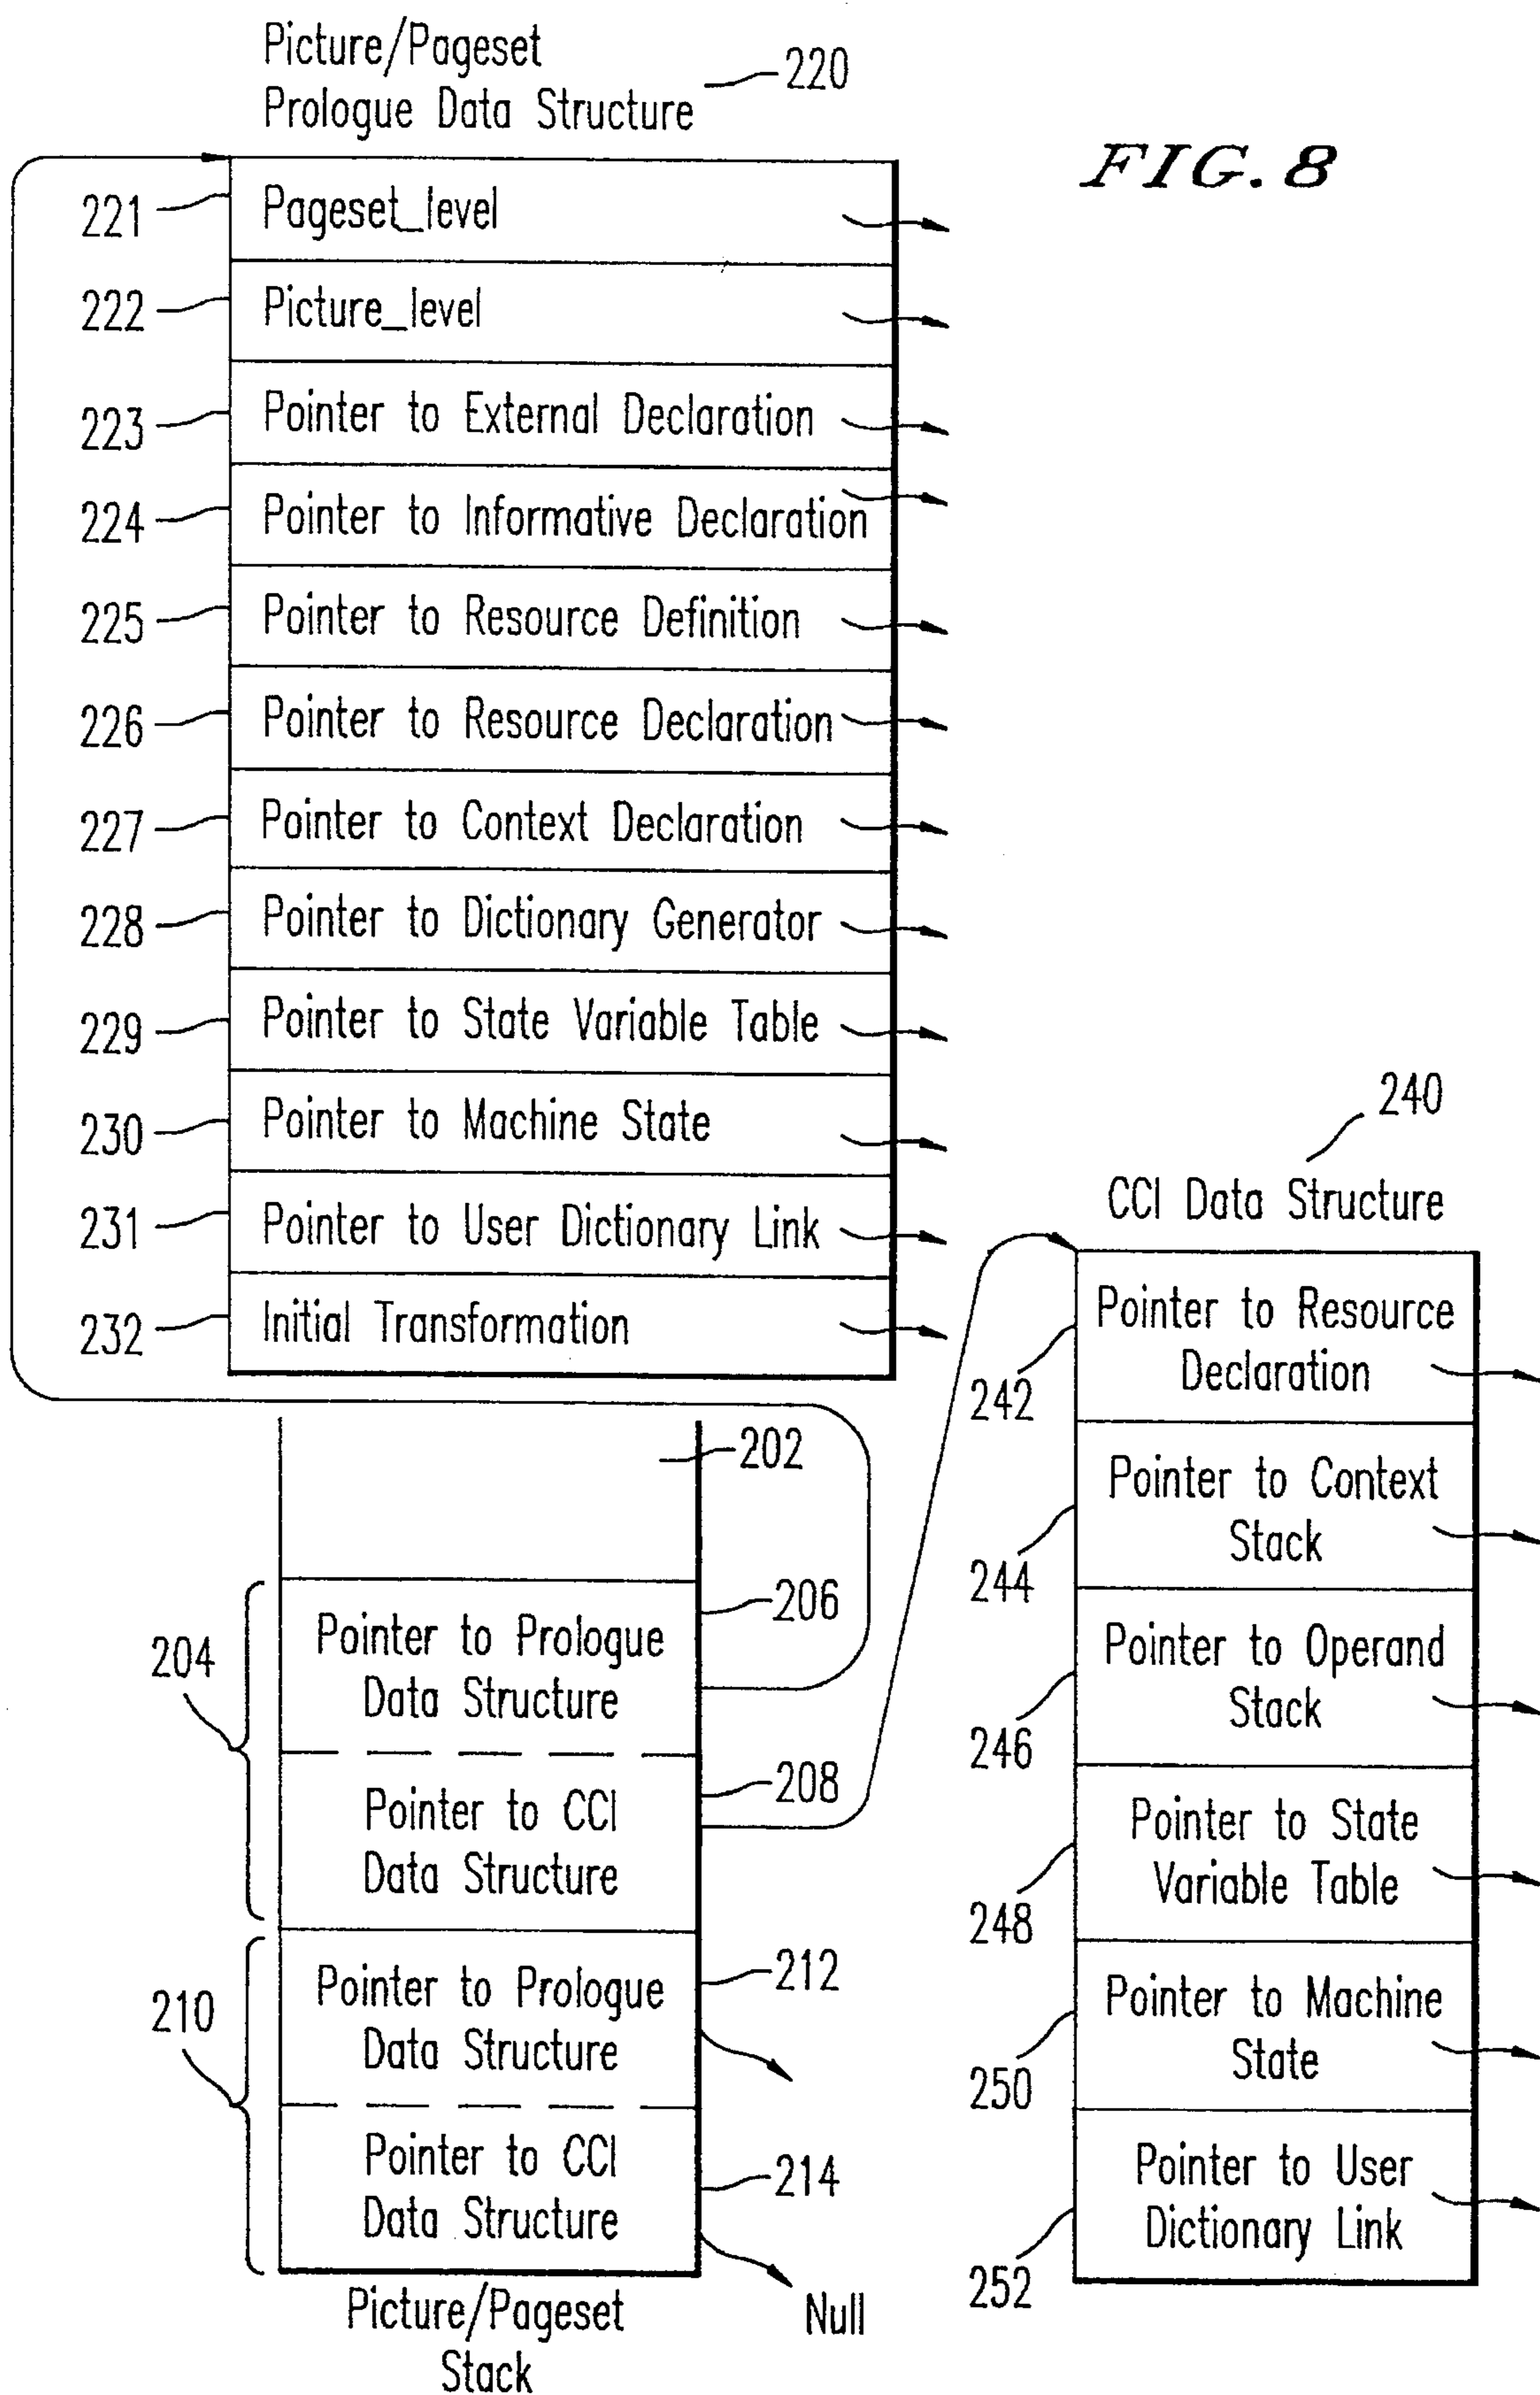 Picture/Pageset
Prologue Data Structure
220
FIG. 8
221
Pageset_level
222
Picture_level
223
Pointer to External Declaration
224
Pointer to Informative Declaration
225
Pointer to Resource Definition
226
Pointer to Resource Declaration
227
Pointer to Context Declaration
228
Pointer to Dictionary Generator
229
Pointer to State Variable Table
230
Pointer to Machine State
231
Pointer to User Dictionary Link
232
Initial Transformation
202
204
Pointer to Prologue
Data Structure
206
Pointer to CCI
Data Structure
208
210
Pointer to Prologue
Data Structure
212
Pointer to CCI
Data Structure
214
Null
Picture/Pageset
Stack
240
CCI Data Structure
Pointer to Resource
Declaration
242
Pointer to Context
Stack
244
Pointer to Operand
Stack
246
Pointer to State
Variable Table
248
Pointer to Machine
State
250
Pointer to User
Dictionary Link
252